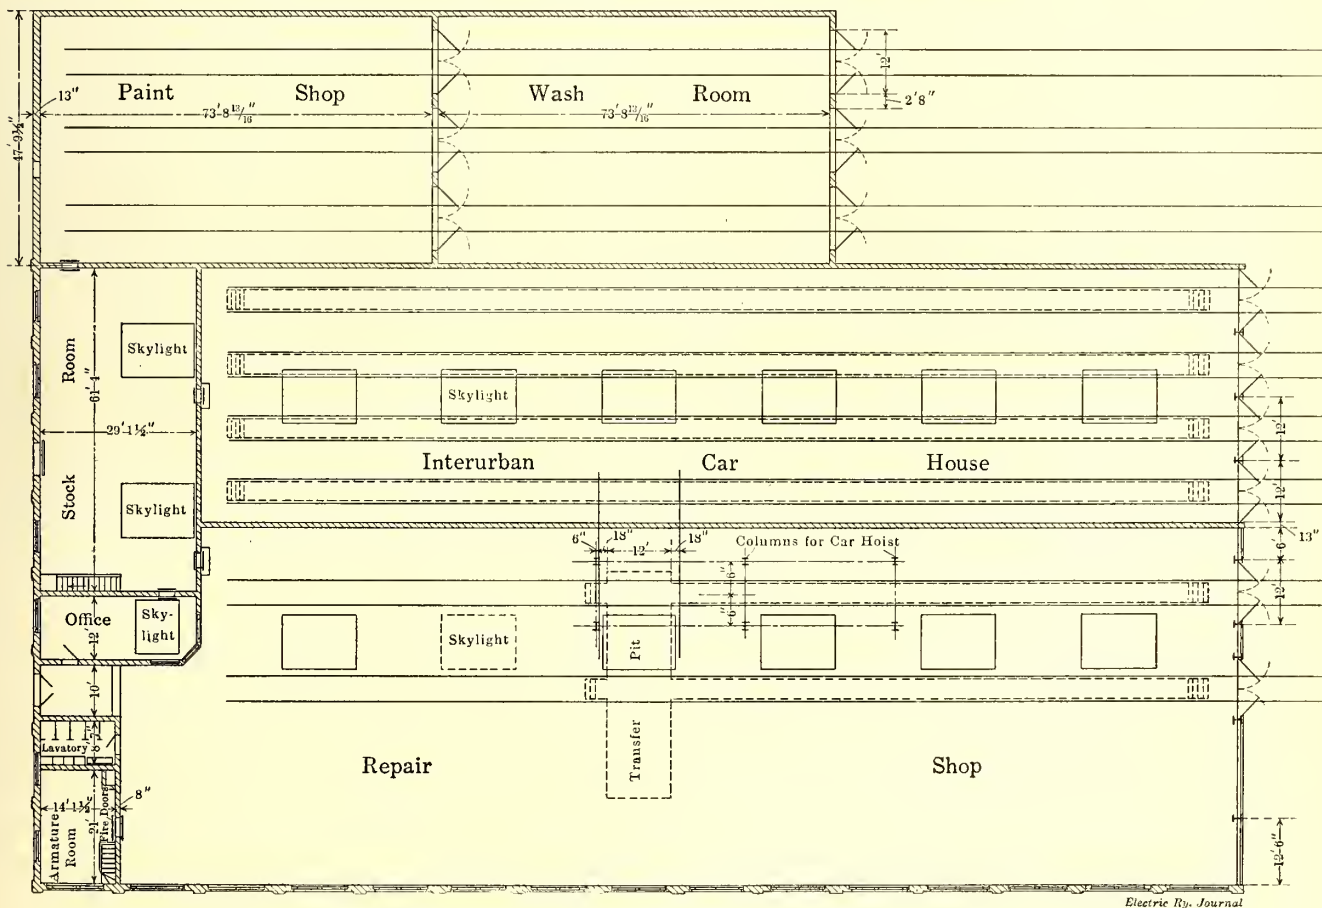 Paint Shop
Wash Room
13"
73'8 13/16"
73'8 13/16"
12'
2'8"
47'-9½"
Room
Stock
Skylight
61'-4"
29'1½"
Skylight
Skylight
Interurban Car House
12'
12'
13"
6'
12'
6"
18"
12'
18"
Columns for Car Hoist
6'
6'
Office
12'
Sky-
light
Skylight
Pit
Transfer
10'
Lavatory
Repair Shop
14'1½"
8"
21'
Fire Doors
Armature
Room
12'6"
Electric Ry. Journal